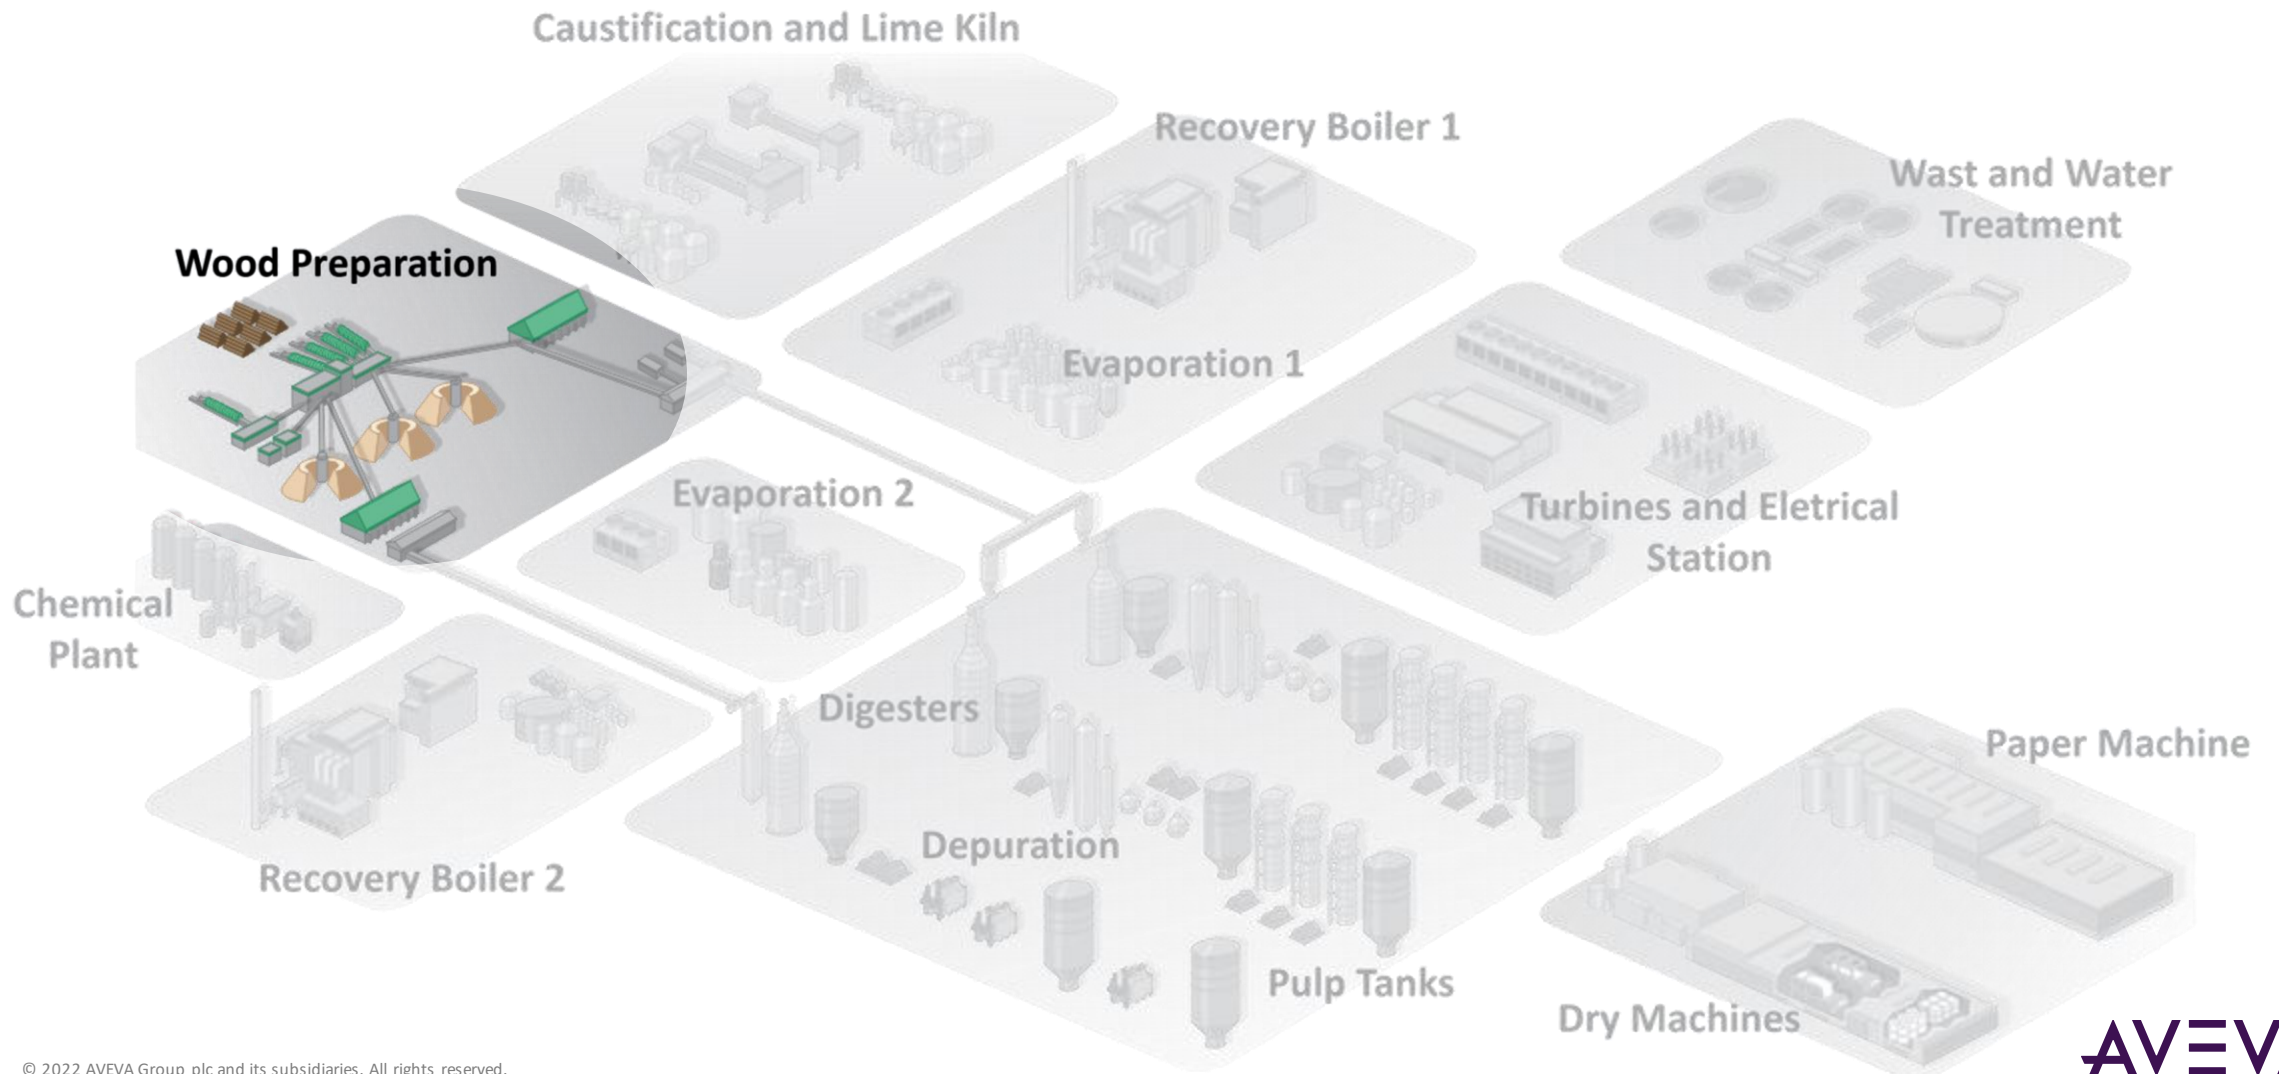 Caustification and Lime Kiln
Recovery Boiler 1
Wast and Water
Treatment
Wood Preparation
Evaporation 1
Evaporation 2
Turbines and Eletrical
Station
Chemical
Plant
Digesters
Paper Machine
Depuration
Recovery Boiler 2
Pulp Tanks
Dry Machines
© 2022 AVEVA Group plc and its subsidiaries. All rights reserved.
AVEV